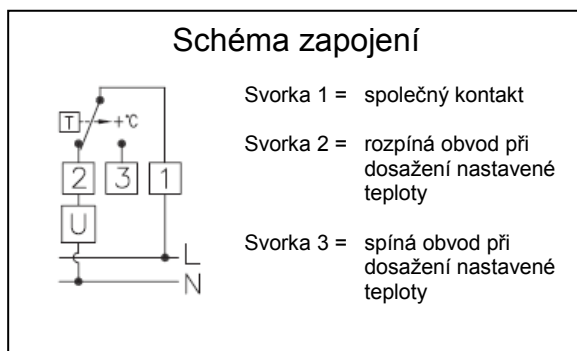 Schéma zapojení
T +°C
2 3 1
U
L
N
Svorka 1 = společný kontakt
Svorka 2 = rozpíná obvod při
dosažení nastavené
teploty
Svorka 3 = spíná obvod při
dosažení nastavené
teploty